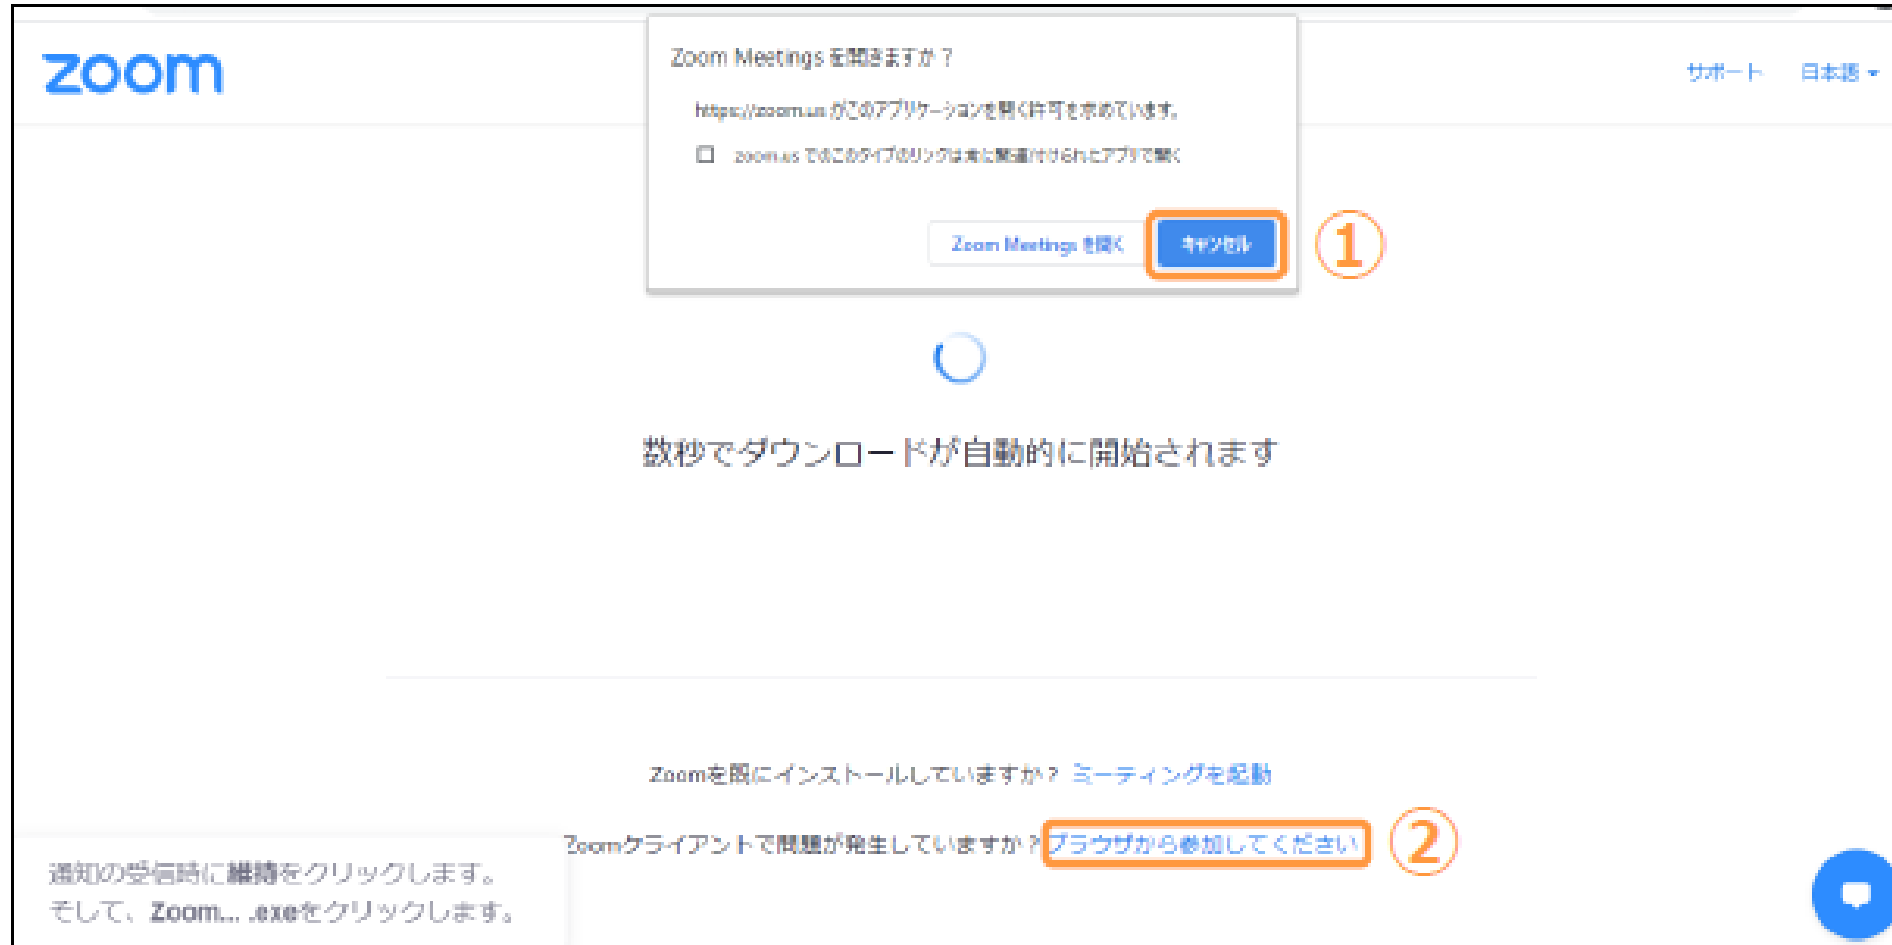 zoom
サポート 日本語
Zoom Meetings を開きますか？
https://zoom.us がこのアプリケーションを開く許可を求めています。
zoom.us でのこのタイプのリンクは常に関連付けられたアプリで開く
Zoom Meetings を開く キャンセル ①
数秒でダウンロードが自動的に開始されます
Zoomを既にインストールしていますか？ ミーティングを起動
Zoomクライアントで問題が発生していますか？ブラウザから参加してください ②
通知の受信時に維持をクリックします。
そして、Zoom... .exeをクリックします。